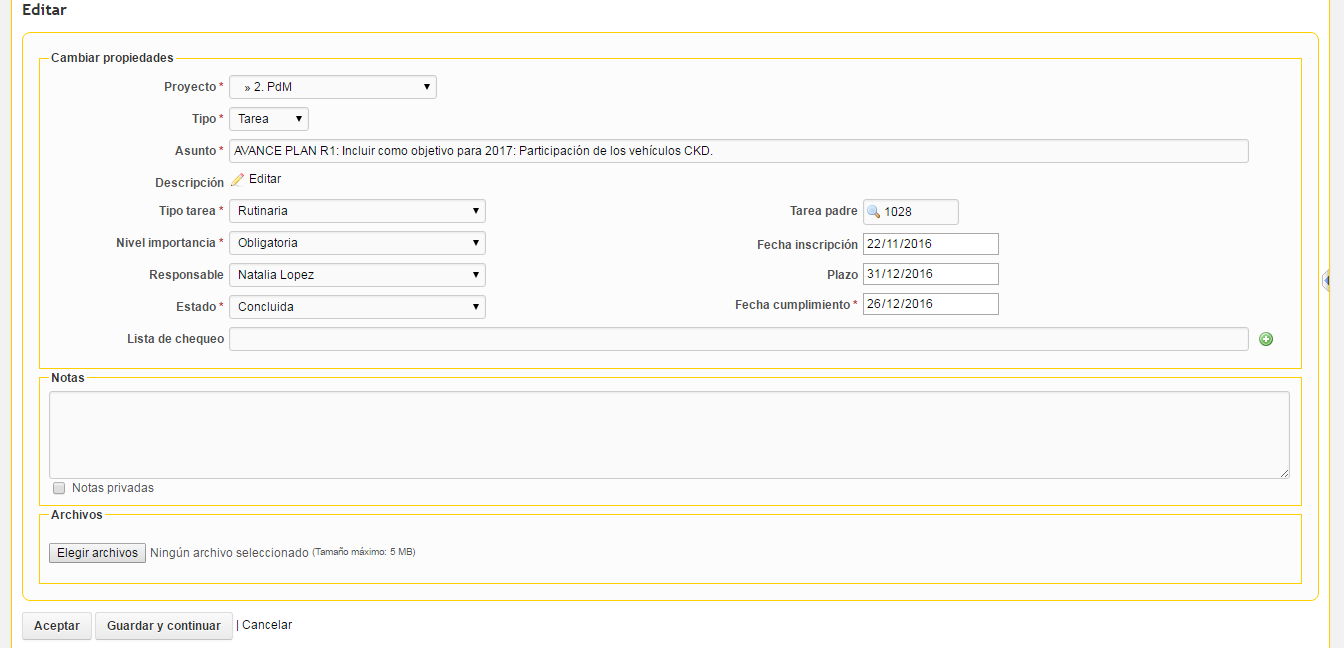 Editar
Cambiar propiedades
Proyecto * » 2. PdM
Tipo * Tarea
Asunto * AVANCE PLAN R1: Incluir como objetivo para 2017: Participación de los vehículos CKD.
Descripción Editar
Tipo tarea * Rutinaria Tarea padre 1028
Nivel importancia * Obligatoria Fecha inscripción 22/11/2016
Responsable Natalia Lopez Plazo 31/12/2016
Estado * Concluida Fecha cumplimiento * 26/12/2016
Lista de chequeo
Notas
Notas privadas
Archivos
Elegir archivos Ningún archivo seleccionado (Tamaño máximo: 5 MB)
Aceptar Guardar y continuar | Cancelar